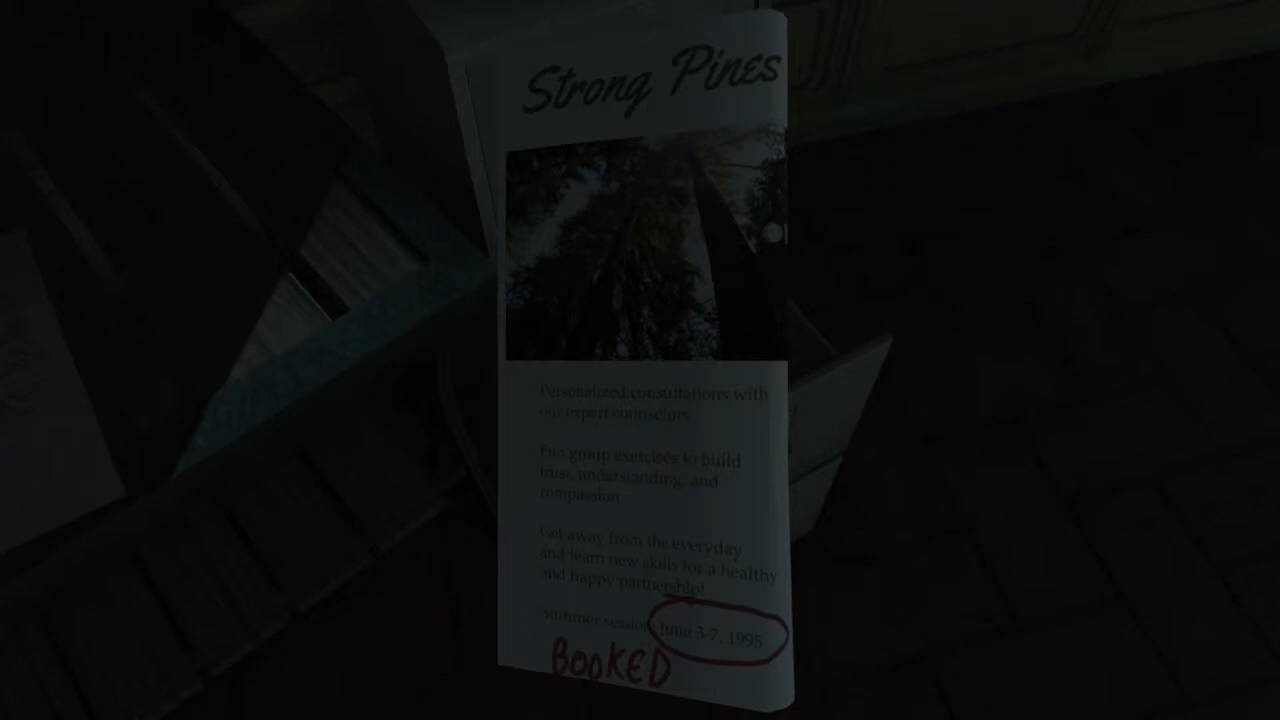 Strong Pines
Personalized consultations with
our expert counselors
Fun group exercises to build
trust, understanding, and
compassion.
Get away from the everyday
and learn new skills for a healthy
and happy partnership!
summer session: June 3-7, 1995
BOOKED